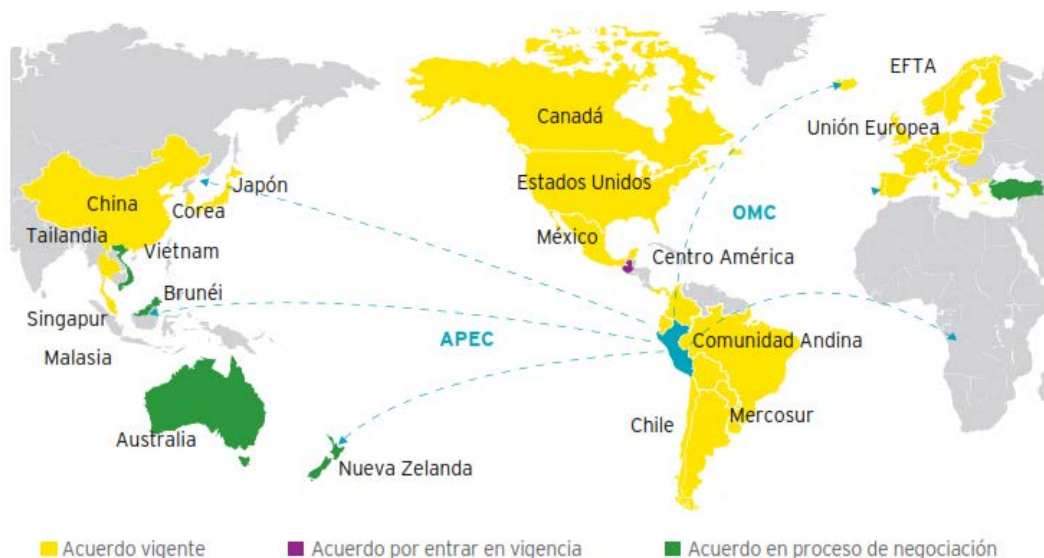 EFTA
Canadá
Unión Europea
Japón
Estados Unidos
China
Corea
OMC
México
Tailandia
Vietnam
Centro América
Brunéi
Singapur
APEC
Comunidad Andina
Malasia
Mercosur
Chile
Australia
Nueva Zelanda
Acuerdo vigente
Acuerdo por entrar en vigencia
Acuerdo en proceso de negociación